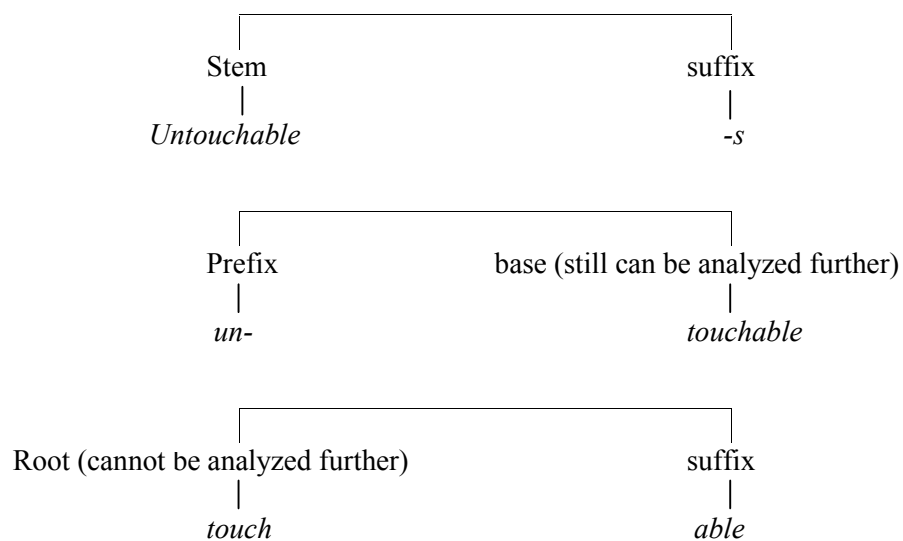 Stem suffix
Untouchable -s
Prefix base (still can be analyzed further)
un- touchable
Root (cannot be analyzed further) suffix
touch able